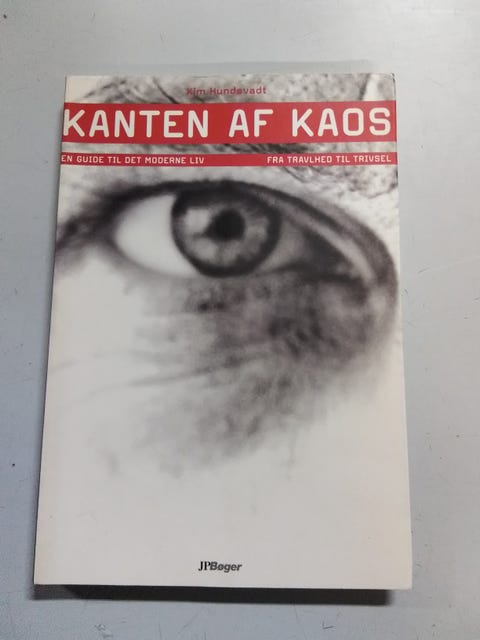 Kim Hundevadt
KANTEN AF KAOS
EN GUIDE TIL DET MODERNE LIV FRA TRAVLHED TIL TRIVSEL
JPBøger